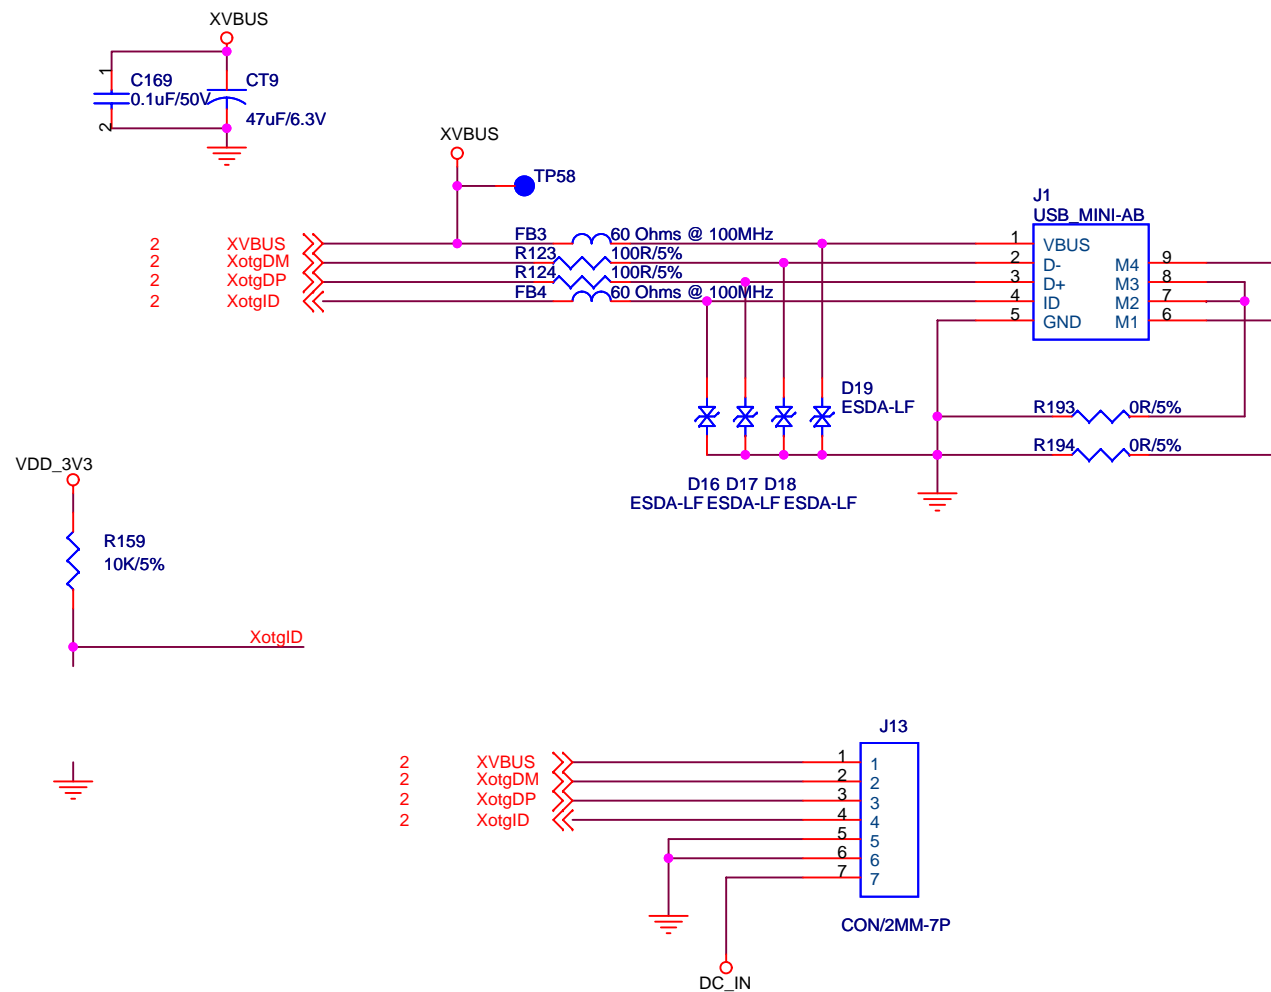 XVBUS
1
C169
0.1uF/50V
2
CT9
47uF/6.3V
XVBUS
TP58
J1
USB_MINI-AB
2 XVBUS FB3 60 Ohms @ 100MHz 1 VBUS
2 XotgDM R123 100R/5% 2 D- M4 9
2 XotgDP R124 100R/5% 3 D+ M3 8
2 XotgID FB4 60 Ohms @ 100MHz 4 ID M2 7
5 GND M1 6
D19
ESDA-LF
R193 0R/5%
R194 0R/5%
D16 D17 D18
ESDA-LF ESDA-LF ESDA-LF
VDD_3V3
R159
10K/5%
XotgID
J13
2 XVBUS 1 1
2 XotgDM 2 2
2 XotgDP 3 3
2 XotgID 4 4
5 5
6 6
7 7
CON/2MM-7P
DC_IN